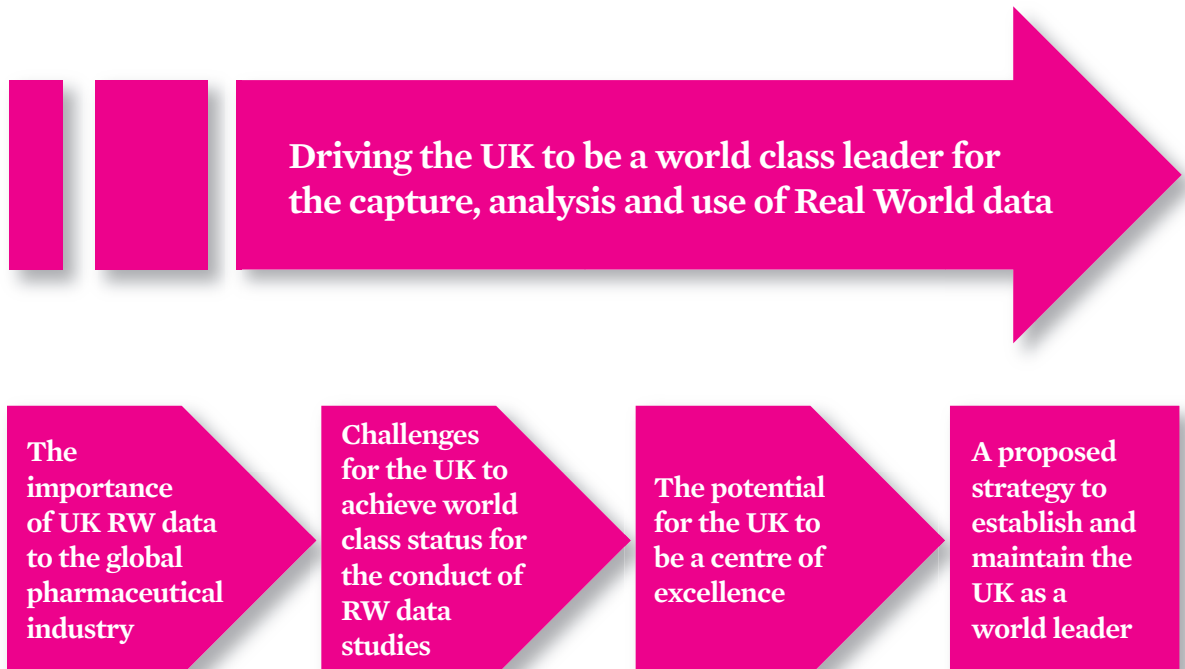 Driving the UK to be a world class leader for
the capture, analysis and use of Real World data
The
importance
of UK RW data
to the global
pharmaceutical
industry
Challenges
for the UK to
achieve world
class status for
the conduct of
RW data
studies
The potential
for the UK to
be a centre of
excellence
A proposed
strategy to
establish and
maintain the
UK as a
world leader